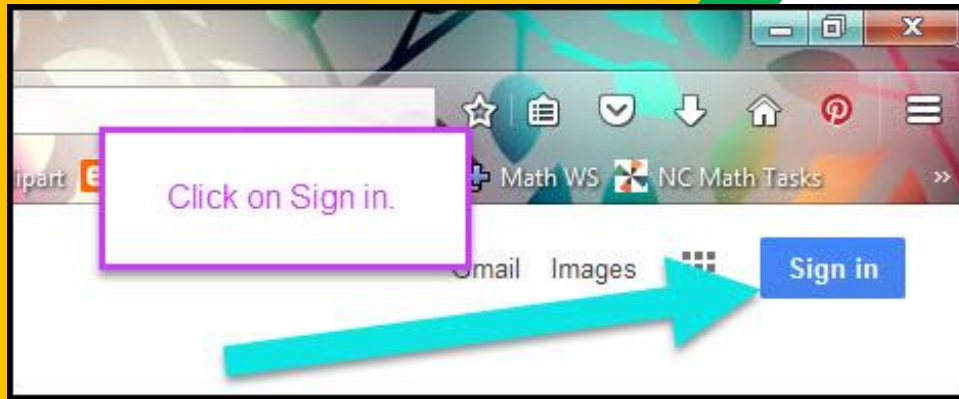 ipart
Math WS
NC Math Tasks
Click on Sign in.
Gmail Images
Sign in